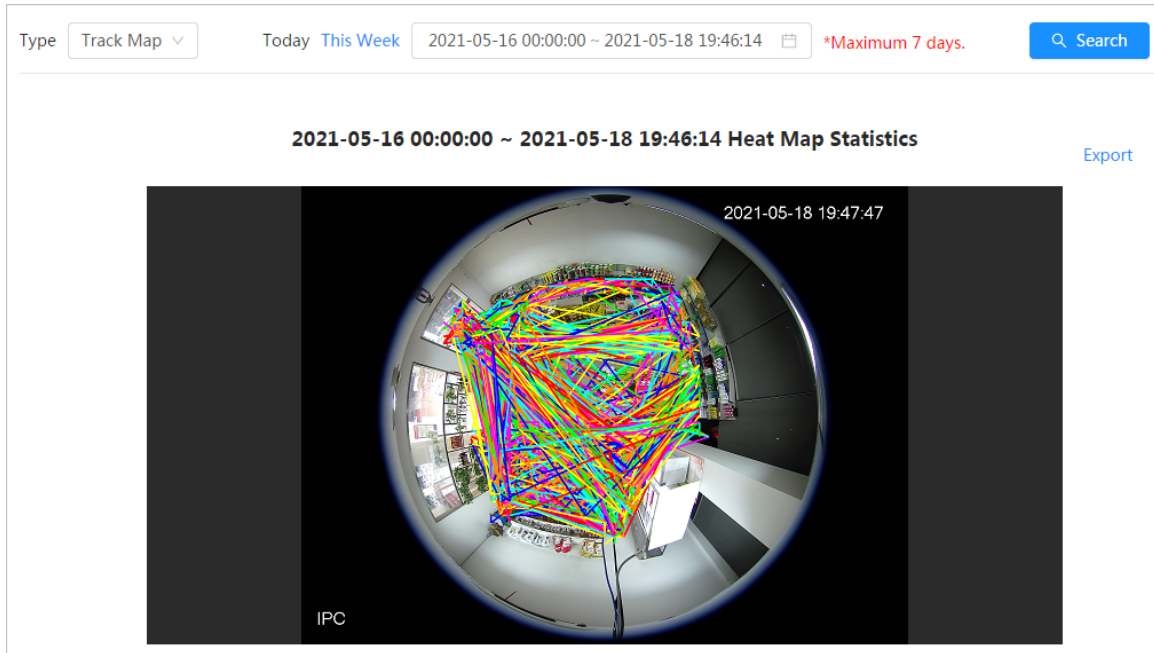 Type Track Map Today This Week 2021-05-16 00:00:00 ~ 2021-05-18 19:46:14 *Maximum 7 days. Search
2021-05-16 00:00:00 ~ 2021-05-18 19:46:14 Heat Map Statistics
Export
2021-05-18 19:47:47
IPC